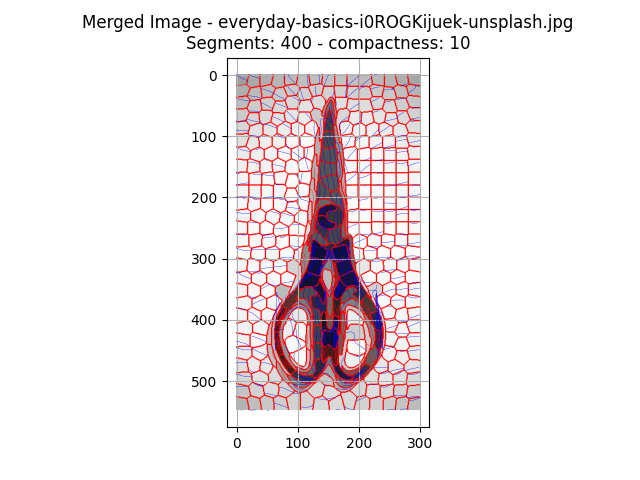 Merged Image - everyday-basics-i0ROGKijuek-unsplash.jpg
Segments: 400 - compactness: 10
0
100
200
300
400
500
0 100 200 300